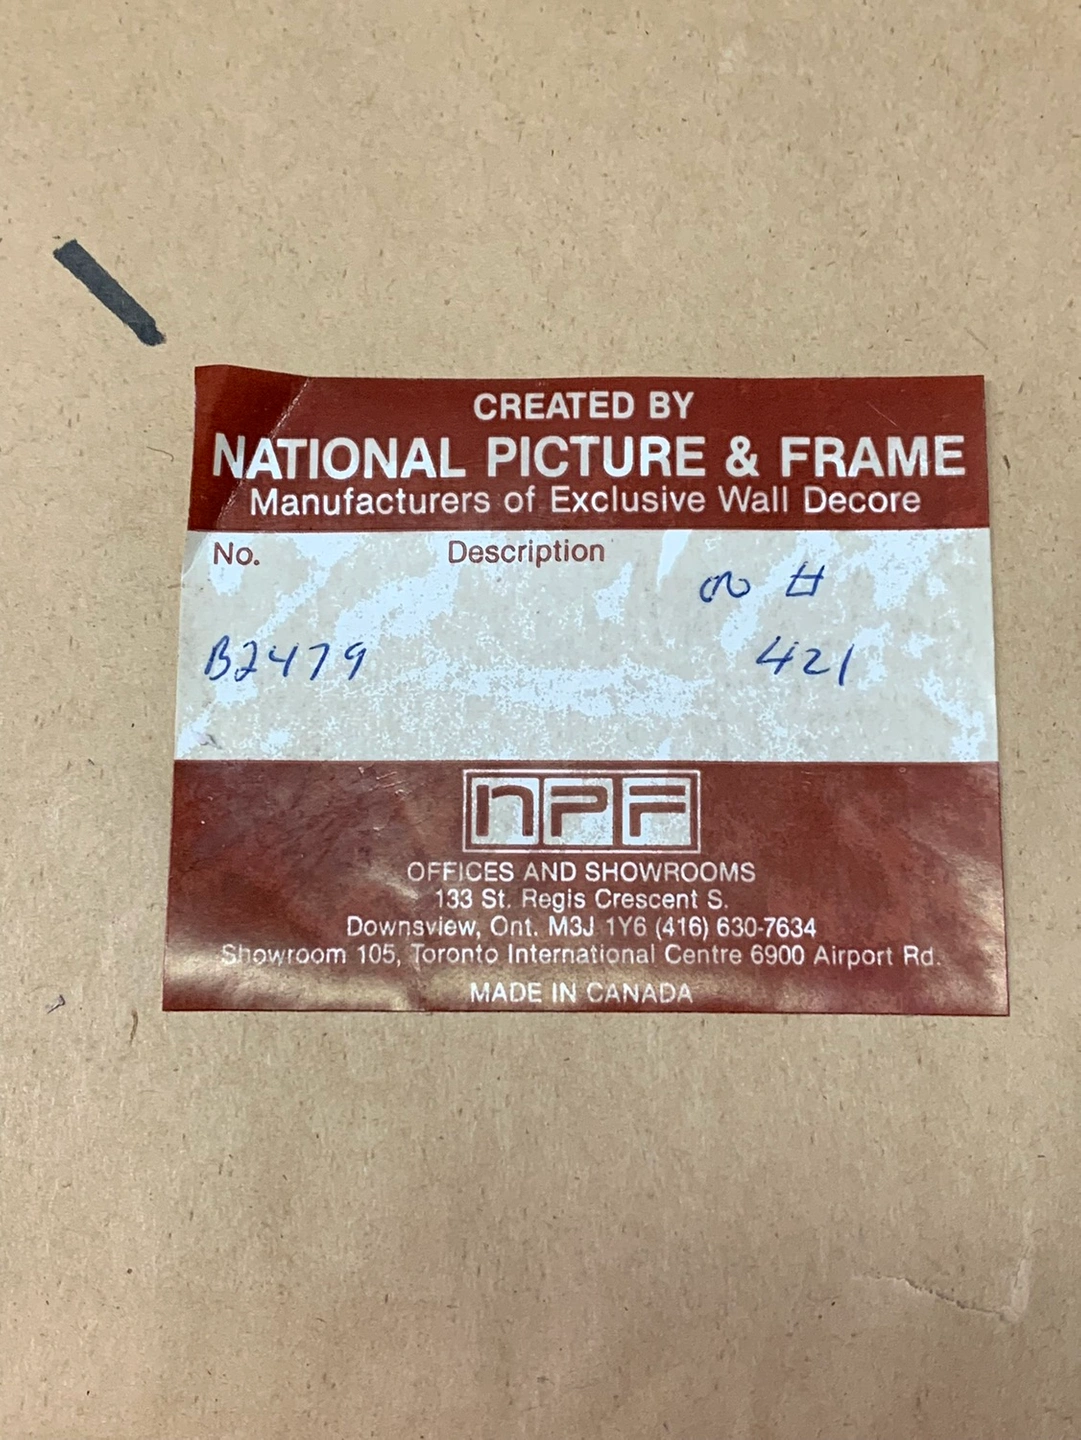 CREATED BY
NATIONAL PICTURE & FRAME
Manufacturers of Exclusive Wall Decore
No. Description
#
B2479 421
NPF
OFFICES AND SHOWROOMS
133 St. Regis Crescent S.
Downsview, Ont. M3J 1Y6 (416) 630-7634
Showroom 105, Toronto International Centre 6900 Airport Rd.
MADE IN CANADA